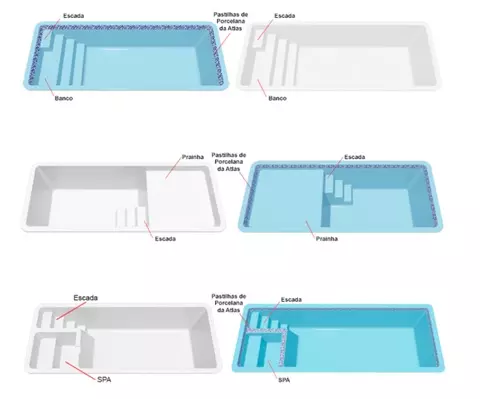 Escada
Pastilhas de
Porcelana
da Atlas
Escada
Banco
Banco
Prainha
Pastilhas de
Porcelana
da Atlas
Escada
Escada
Prainha
Escada
Pastilhas de
Porcelana
da Atlas
Escada
SPA
SPA